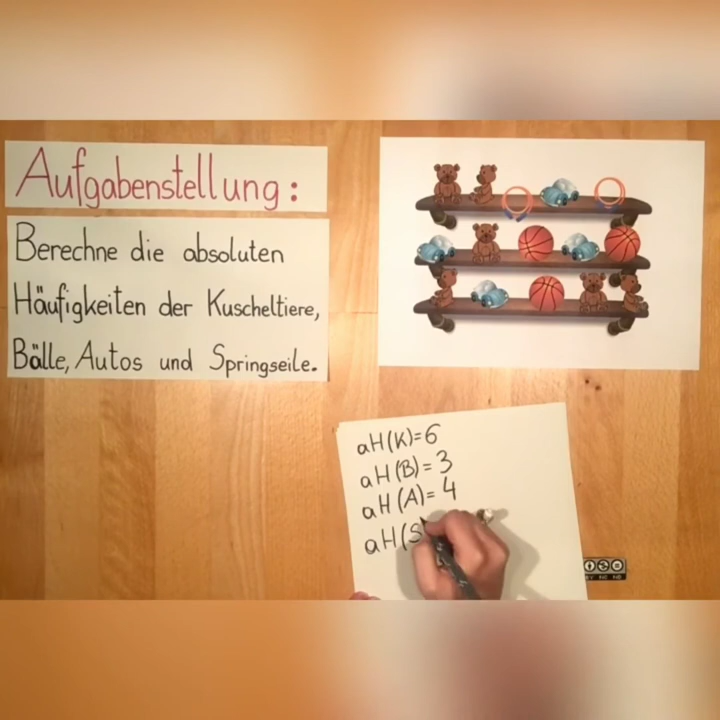 Aufgabenstellung:
Berechne die absoluten
Häufigkeiten der Kuscheltiere,
Bälle, Autos und Springseile.
aH(K)=6
aH(B)=3
aH(A)=4
aH(S